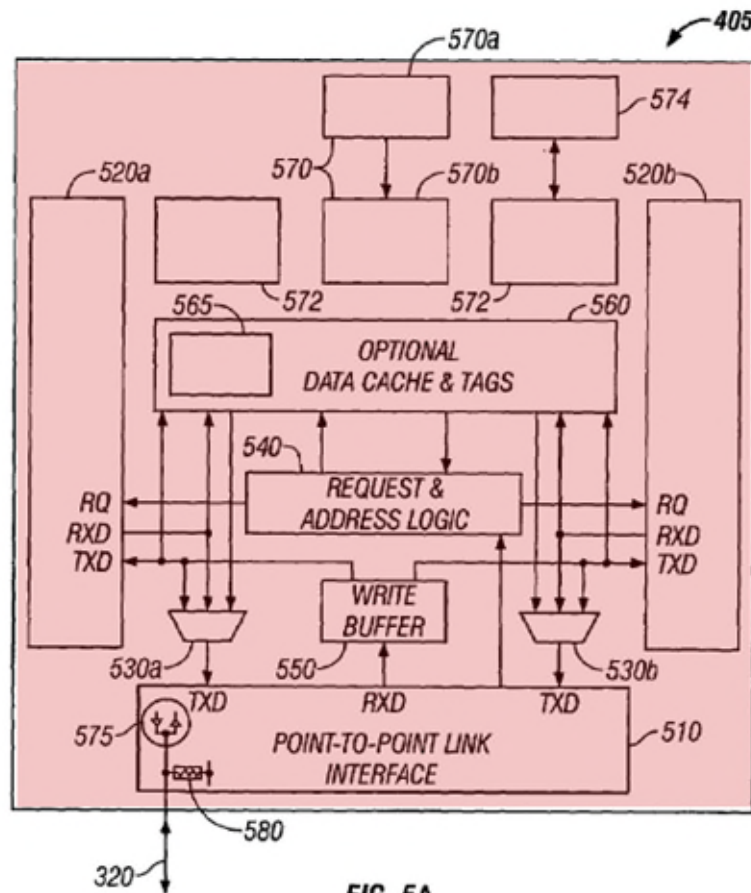 405
570a
574
520a
570
570b
520b
572
572
560
565
OPTIONAL
DATA CACHE & TAGS
540
REQUEST &
ADDRESS LOGIC
RQ
RXD
TXD
RQ
RXD
TXD
WRITE
BUFFER
530a
550
530b
TXD
RXD
TXD
575
POINT-TO-POINT LINK
INTERFACE
510
580
320
FIG. 5A